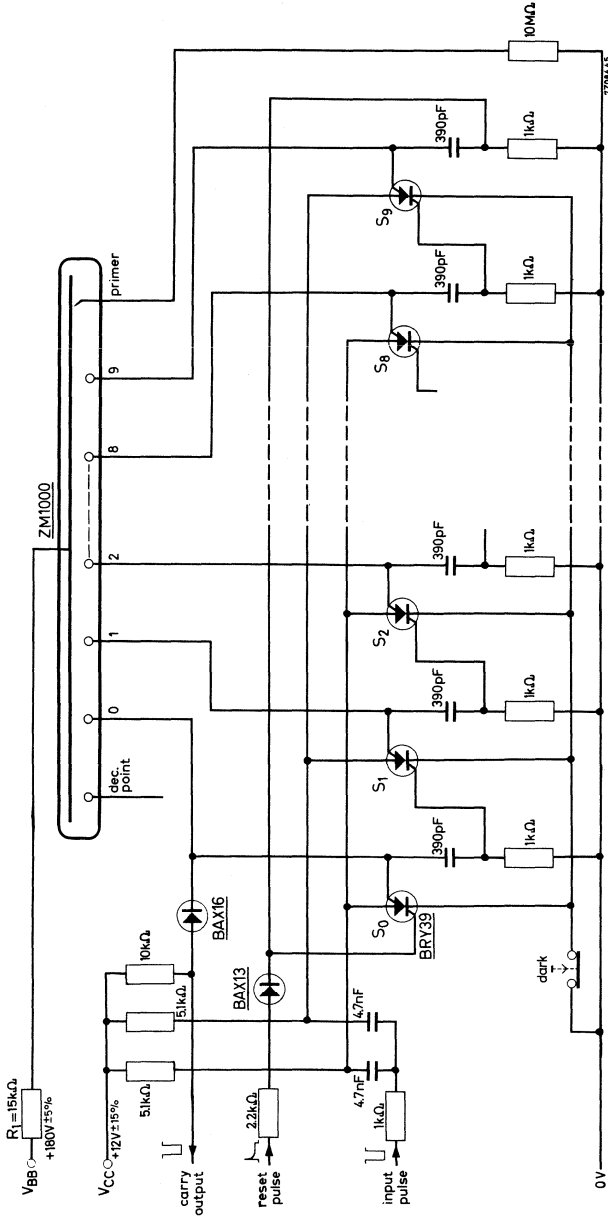 ZM1000
dec. point
0
1
2
8
9
primer
R1=15kΩ
VBB
+180V±5%
VCC
+12V±15%
5.1kΩ
5.1kΩ
10kΩ
BAX16
carry output
BAX13
reset pulse
2.2kΩ
4.7nF
4.7nF
input pulse
1kΩ
S0
BRY39
S1
S2
S8
S9
390pF
390pF
390pF
390pF
390pF
1kΩ
1kΩ
1kΩ
1kΩ
1kΩ
10MΩ
dark
0V